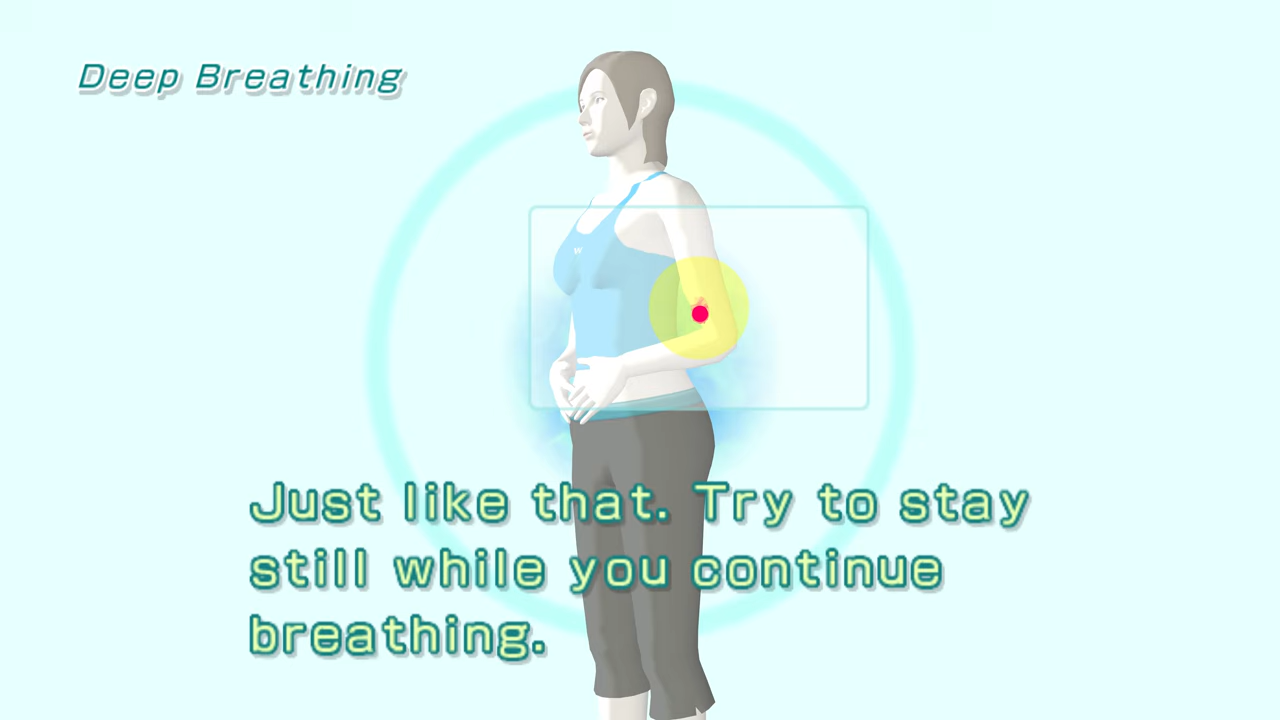 Deep Breathing
Just like that. Try to stay
still while you continue
breathing.